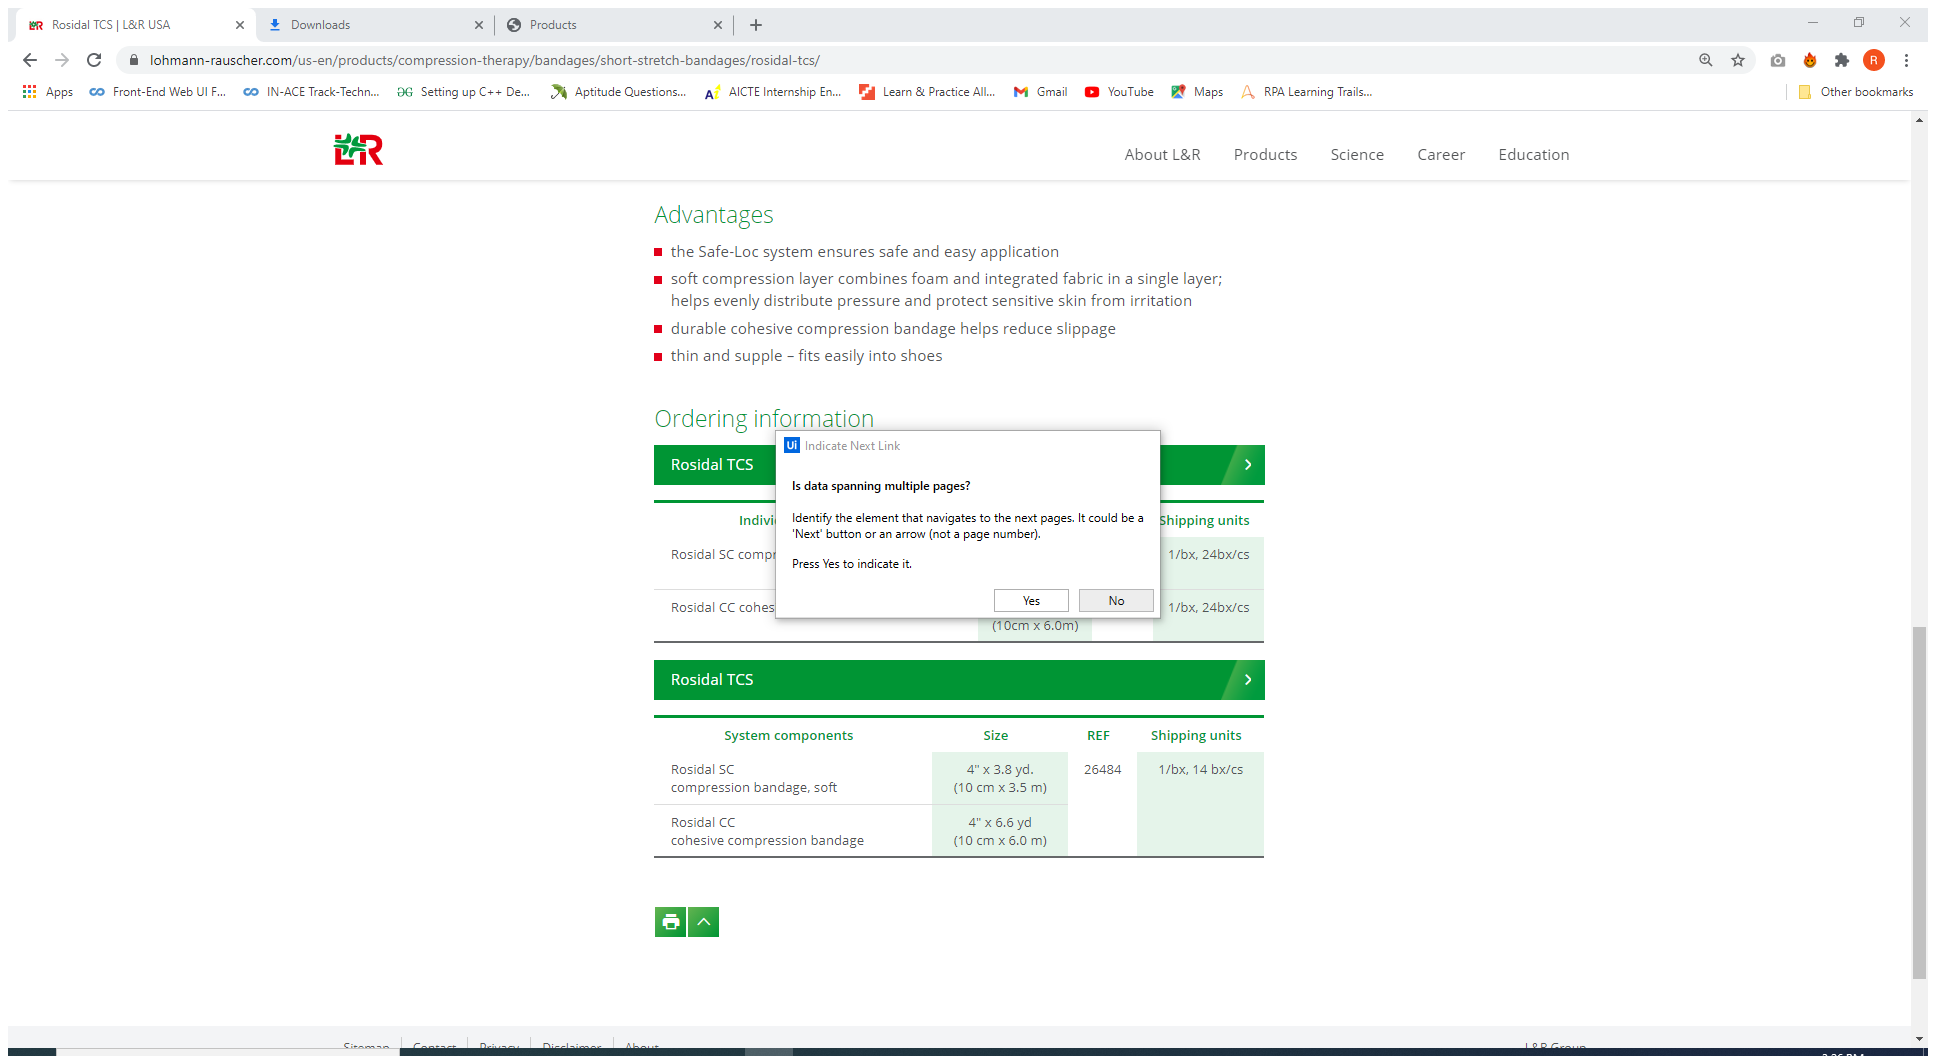 Rosidal TCS | L&R USA
Downloads
Products
lohmann-rauscher.com/us-en/products/compression-therapy/bandages/short-stretch-bandages/rosidal-tcs/
R
Apps
Front-End Web UI F...
IN-ACE Track-Techn...
Setting up C++ De...
Aptitude Questions...
AICTE Internship En...
Learn & Practice All...
Gmail
YouTube
Maps
RPA Learning Trails...
Other bookmarks
L&R
About L&R
Products
Science
Career
Education
Advantages
the Safe-Loc system ensures safe and easy application
soft compression layer combines foam and integrated fabric in a single layer;
helps evenly distribute pressure and protect sensitive skin from irritation
durable cohesive compression bandage helps reduce slippage
thin and supple – fits easily into shoes
Ordering information
Ui Indicate Next Link
Is data spanning multiple pages?
Identify the element that navigates to the next pages. It could be a
'Next' button or an arrow (not a page number).
Press Yes to indicate it.
Yes
No
Rosidal TCS
Indivi
Shipping units
Rosidal SC compr
1/bx, 24bx/cs
Rosidal CC cohes
1/bx, 24bx/cs
(10cm x 6.0m)
Rosidal TCS
System components
Size
REF
Shipping units
Rosidal SC
compression bandage, soft
4" x 3.8 yd.
(10 cm x 3.5 m)
26484
1/bx, 14 bx/cs
Rosidal CC
cohesive compression bandage
4" x 6.6 yd
(10 cm x 6.0 m)
Sitemap
Contact
Privacy
Disclaimer
About
L&R Group